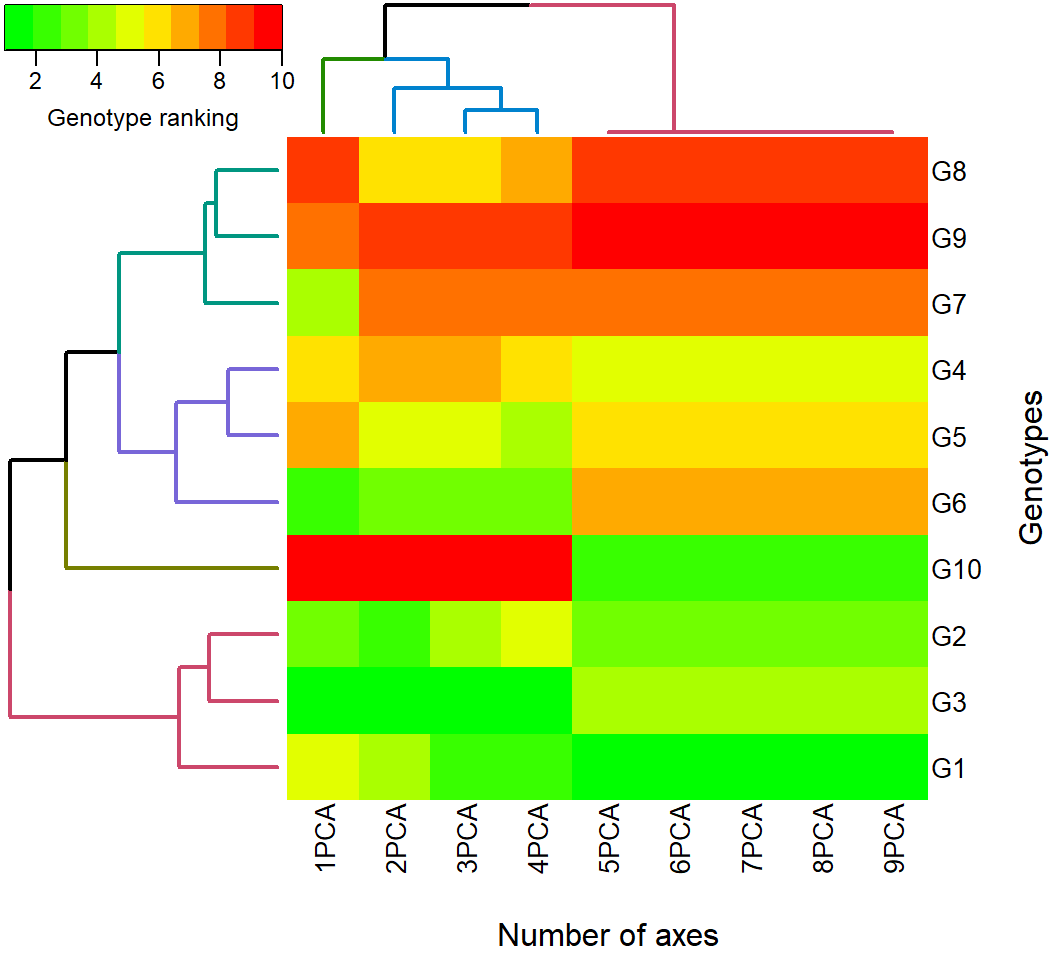 2 4 6 8 10
Genotype ranking
G8
G9
G7
G4
G5
G6
G10
G2
G3
G1
Genotypes
1PCA 2PCA 3PCA 4PCA 5PCA 6PCA 7PCA 8PCA 9PCA
Number of axes